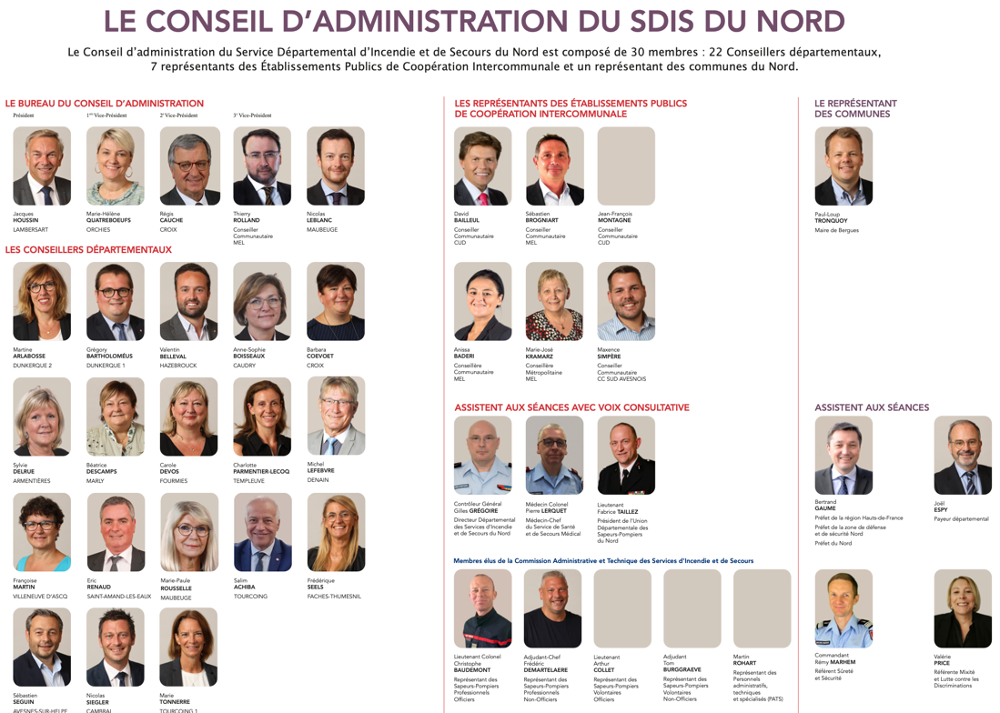 LE CONSEIL D'ADMINISTRATION DU SDIS DU NORD
Le Conseil d'administration du Service Départemental d'Incendie et de Secours du Nord est composé de 30 membres : 22 Conseillers départementaux,
7 représentants des Établissements Publics de Coopération Intercommunale et un représentant des communes du Nord.
LE BUREAU DU CONSEIL D'ADMINISTRATION
Président
1er Vice-Président
2e Vice-Président
3e Vice-Président
Jacques
HOUSSIN
LAMBERSART
Marie-Hélène
QUATREBOEUFS
ORCHIES
Régis
CAUCHE
CROIX
Thierry
ROLLAND
Conseiller
Communautaire
MEL
Nicolas
LEBLANC
MAUBEUGE
LES CONSEILLERS DÉPARTEMENTAUX
Martine
ARLABOSSE
DUNKERQUE 2
Grégory
BARTHOLOMÉUS
DUNKERQUE 1
Valentin
BELLEVAL
HAZEBROUCK
Anne-Sophie
BOISSEAUX
CAUDRY
Barbara
COEVOET
CROIX
Sylvie
DELRUE
ARMENTIÈRES
Béatrice
DESCAMPS
MARLY
Carole
DEVOS
FOURMIES
Charlotte
PARMENTIER-LECOQ
TEMPLEUVE
Michel
LEFEBVRE
DENAIN
Françoise
MARTIN
VILLENEUVE D'ASCQ
Eric
RENAUD
SAINT-AMAND-LES-EAUX
Marie-Paule
ROUSSELLE
MAUBEUGE
Salim
ACHIBA
TOURCOING
Frédérique
SEELS
FACHES-THUMESNIL
Sébastien
SEGUIN
AVESNES-SUR-HELPE
Nicolas
SIEGLER
CAMBRAI
Marie
TONNERRE
TOURCOING 1
LES REPRÉSENTANTS DES ÉTABLISSEMENTS PUBLICS
DE COOPÉRATION INTERCOMMUNALE
David
BAILLEUL
Conseiller
Communautaire
CUD
Sébastien
BROGNIART
Conseiller
Communautaire
MEL
Jean-François
MONTAGNE
Conseiller
Communautaire
CUD
Anissa
BADERI
Conseillère
Communautaire
MEL
Marie-José
KRAMARZ
Conseillère
Métropolitaine
MEL
Maxence
SIMPÈRE
Conseiller
Communautaire
CC SUD AVESNOIS
ASSISTENT AUX SÉANCES AVEC VOIX CONSULTATIVE
Contrôleur Général
Gilles GRÉGOIRE
Directeur Départemental
des Services d'Incendie
et de Secours du Nord
Médecin Colonel
Pierre LERQUET
Médecin-Chef
du Service de Santé
et de Secours Médical
Lieutenant
Fabrice TAILLEZ
Président de l'Union
Départementale des
Sapeurs-Pompiers
du Nord
Membres élus de la Commission Administrative et Technique des Services d'Incendie et de Secours
Lieutenant Colonel
Christophe
BAUDEMONT
Représentant des
Sapeurs-Pompiers
Professionnels
Officiers
Adjudant-Chef
Frédéric
DEMARTELAERE
Représentant des
Sapeurs-Pompiers
Professionnels
Non-Officiers
Lieutenant
Arthur
COLLET
Représentant des
Sapeurs-Pompiers
Volontaires
Officiers
Adjudant
Tom
BURGGRAEVE
Représentant des
Sapeurs-Pompiers
Volontaires
Non-Officiers
Martin
ROHART
Représentant des
Personnels
administratifs,
techniques
et spécialisés (PATS)
LE REPRÉSENTANT
DES COMMUNES
Paul-Loup
TRONQUOY
Maire de Bergues
ASSISTENT AUX SÉANCES
Bertrand
GAUME
Préfet de la région Hauts-de-France
Préfet de la zone de défense
et de sécurité Nord
Préfet du Nord
Joël
ESPY
Payeur départemental
Commandant
Rémy MARHEM
Référent Sûreté
et Sécurité
Valérie
PRICE
Référente Mixité
et Lutte contre les
Discriminations